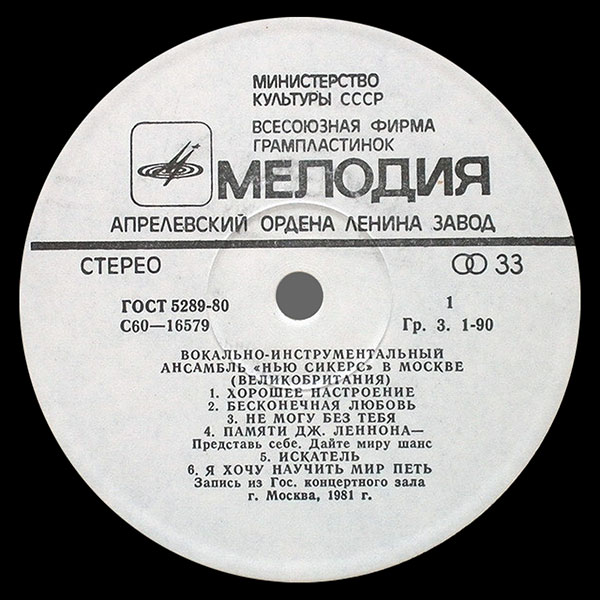 МИНИСТЕРСТВО
КУЛЬТУРЫ СССР
ВСЕСОЮЗНАЯ ФИРМА
ГРАМПЛАСТИНОК
МЕЛОДИЯ
АПРЕЛЕВСКИЙ ОРДЕНА ЛЕНИНА ЗАВОД
СТЕРЕО 33
ГОСТ 5289-80 1
С60—16579 Гр. 3. 1-90
ВОКАЛЬНО-ИНСТРУМЕНТАЛЬНЫЙ
АНСАМБЛЬ «НЬЮ СИКЕРС» В МОСКВЕ
(ВЕЛИКОБРИТАНИЯ)
1. ХОРОШЕЕ НАСТРОЕНИЕ
2. БЕСКОНЕЧНАЯ ЛЮБОВЬ
3. НЕ МОГУ БЕЗ ТЕБЯ
4. ПАМЯТИ ДЖ. ЛЕННОНА—
Представь себе. Дайте миру шанс
5. ИСКАТЕЛЬ
6. Я ХОЧУ НАУЧИТЬ МИР ПЕТЬ
Запись из Гос. концертного зала
г. Москва, 1981 г.